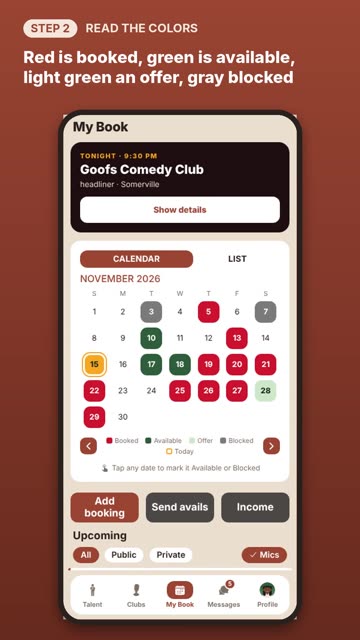 STEP 2 READ THE COLORS
Red is booked, green is available,
light green an offer, gray blocked
My Book
TONIGHT · 9:30 PM
Goofs Comedy Club
headliner · Somerville
Show details
CALENDAR LIST
NOVEMBER 2026
S M T W T F S
1 2 3 4 5 6 7
8 9 10 11 12 13 14
15 16 17 18 19 20 21
22 23 24 25 26 27 28
29 30
Booked Available Offer Blocked
Today
Tap any date to mark it Available or Blocked
Add booking Send avails Income
Upcoming
All Public Private ✓ Mics
5
Talent Clubs My Book Messages Profile